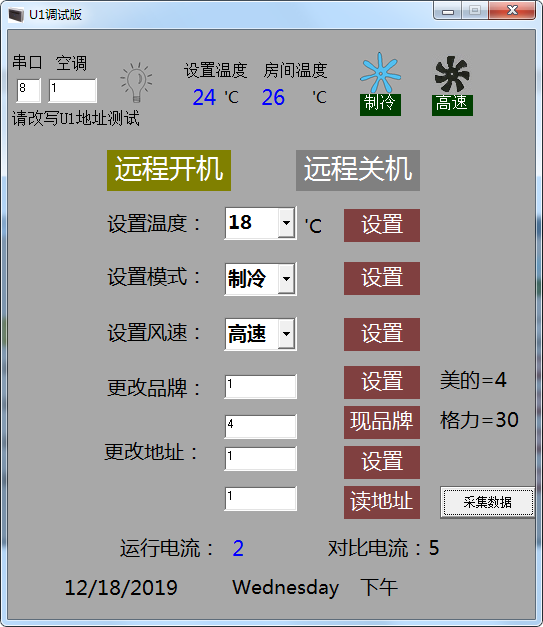 U1调试版
串口 空调 设置温度 房间温度
8 1 24 ℃ 26 ℃ 制冷 高速
请改写U1地址测试
远程开机 远程关机
设置温度： 18 ℃ 设置
设置模式： 制冷 设置
设置风速： 高速 设置
更改品牌： 1 设置 美的=4
4 现品牌 格力=30
更改地址： 1 设置
1 读地址 采集数据
运行电流： 2 对比电流：5
12/18/2019 Wednesday 下午